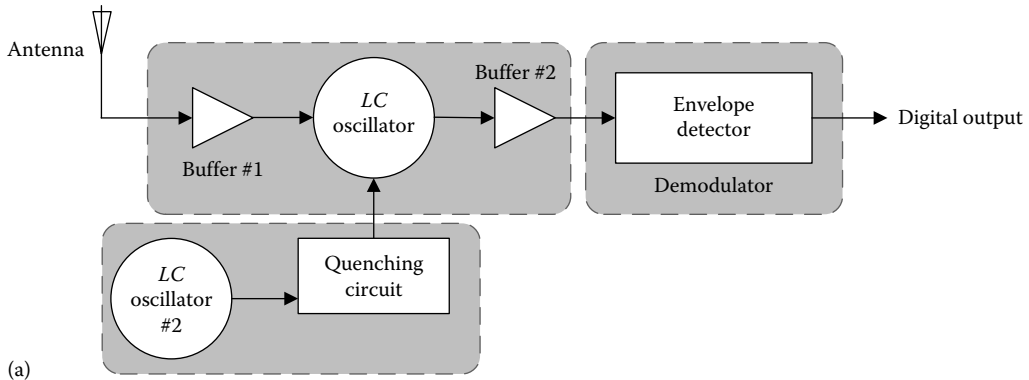 Antenna
Buffer #1
LC
oscillator
Buffer #2
Envelope
detector
Demodulator
Digital output
LC
oscillator
#2
Quenching
circuit
(a)